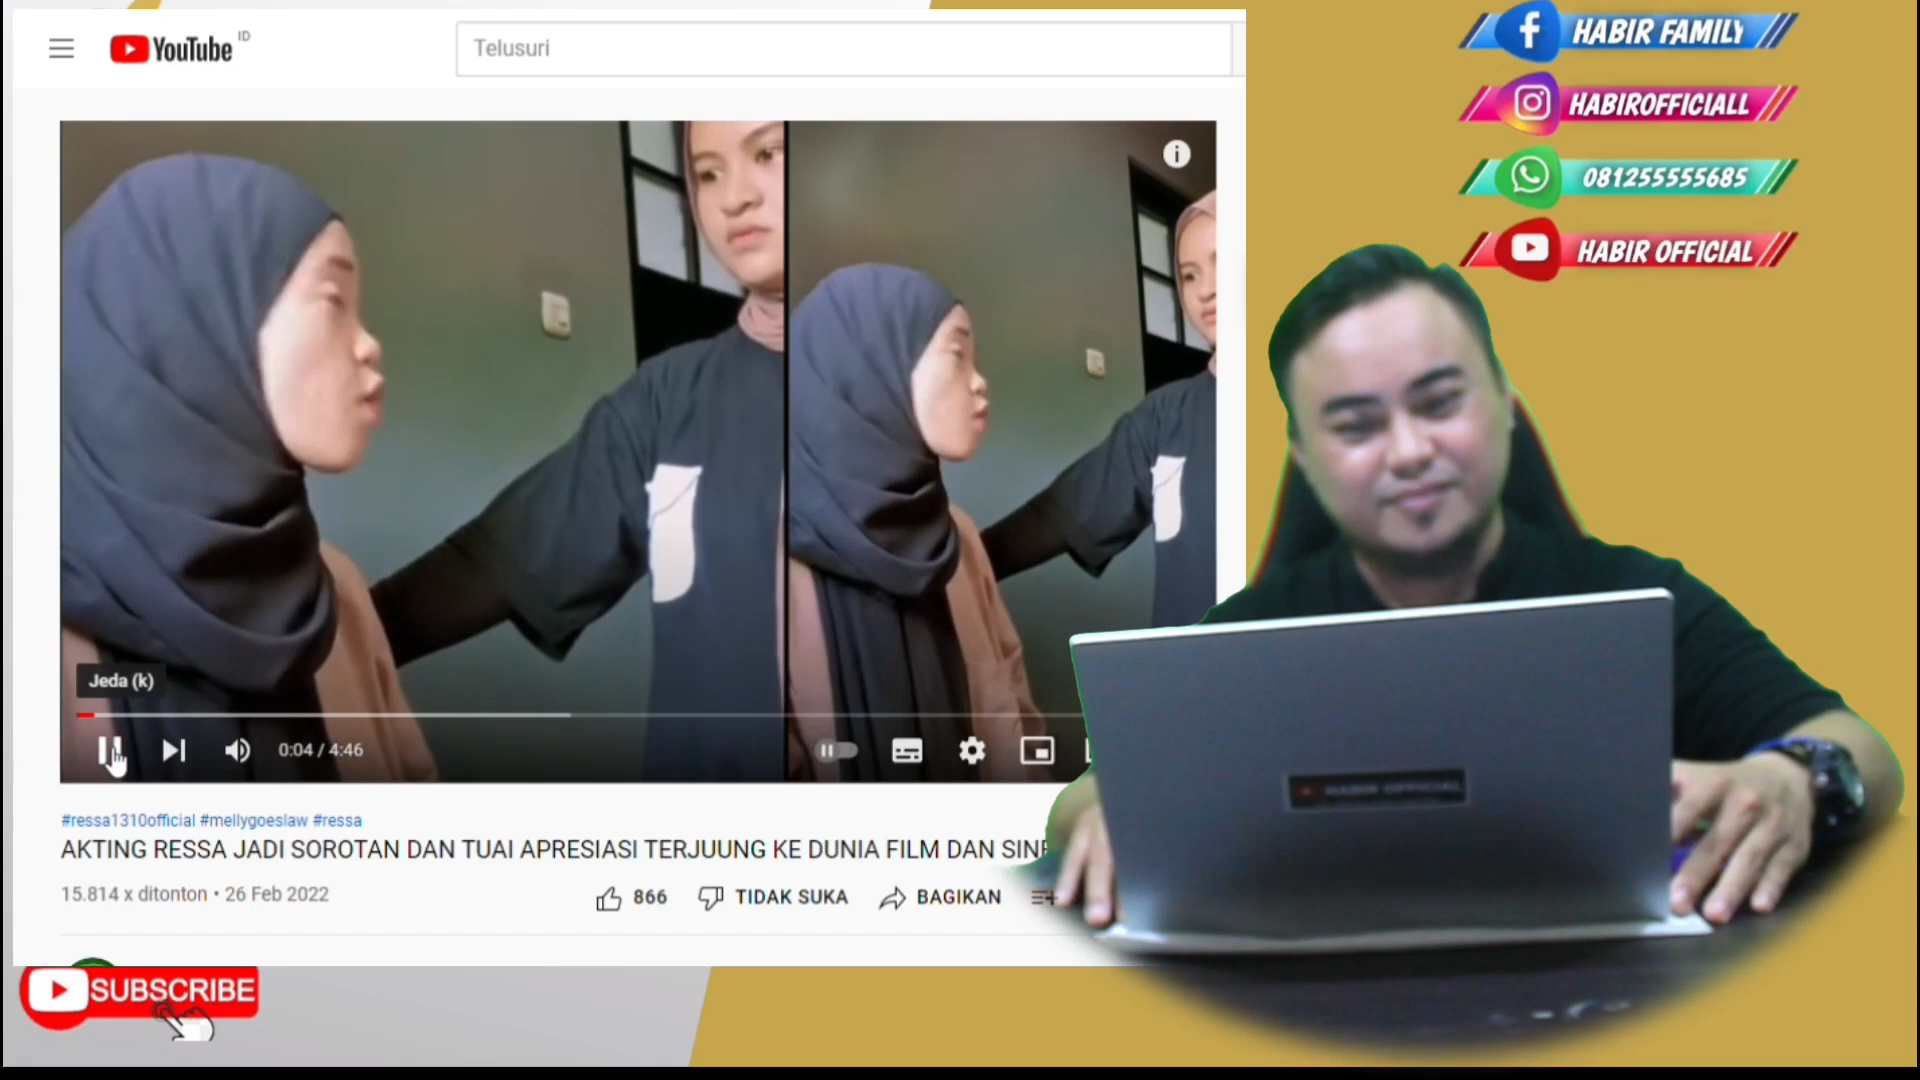 YouTube ID
Telusuri
HABIR FAMILY
HABIROFFICIALL
081255555685
HABIR OFFICIAL
Jeda (k)
0:04 / 4:46
#ressa1310official #mellygoeslaw #ressa
AKTING RESSA JADI SOROTAN DAN TUAI APRESIASI TERJUUNG KE DUNIA FILM DAN
15.814 x ditonton • 26 Feb 2022
866
TIDAK SUKA
BAGIKAN
HABIR OFFICIAL
SUBSCRIBE